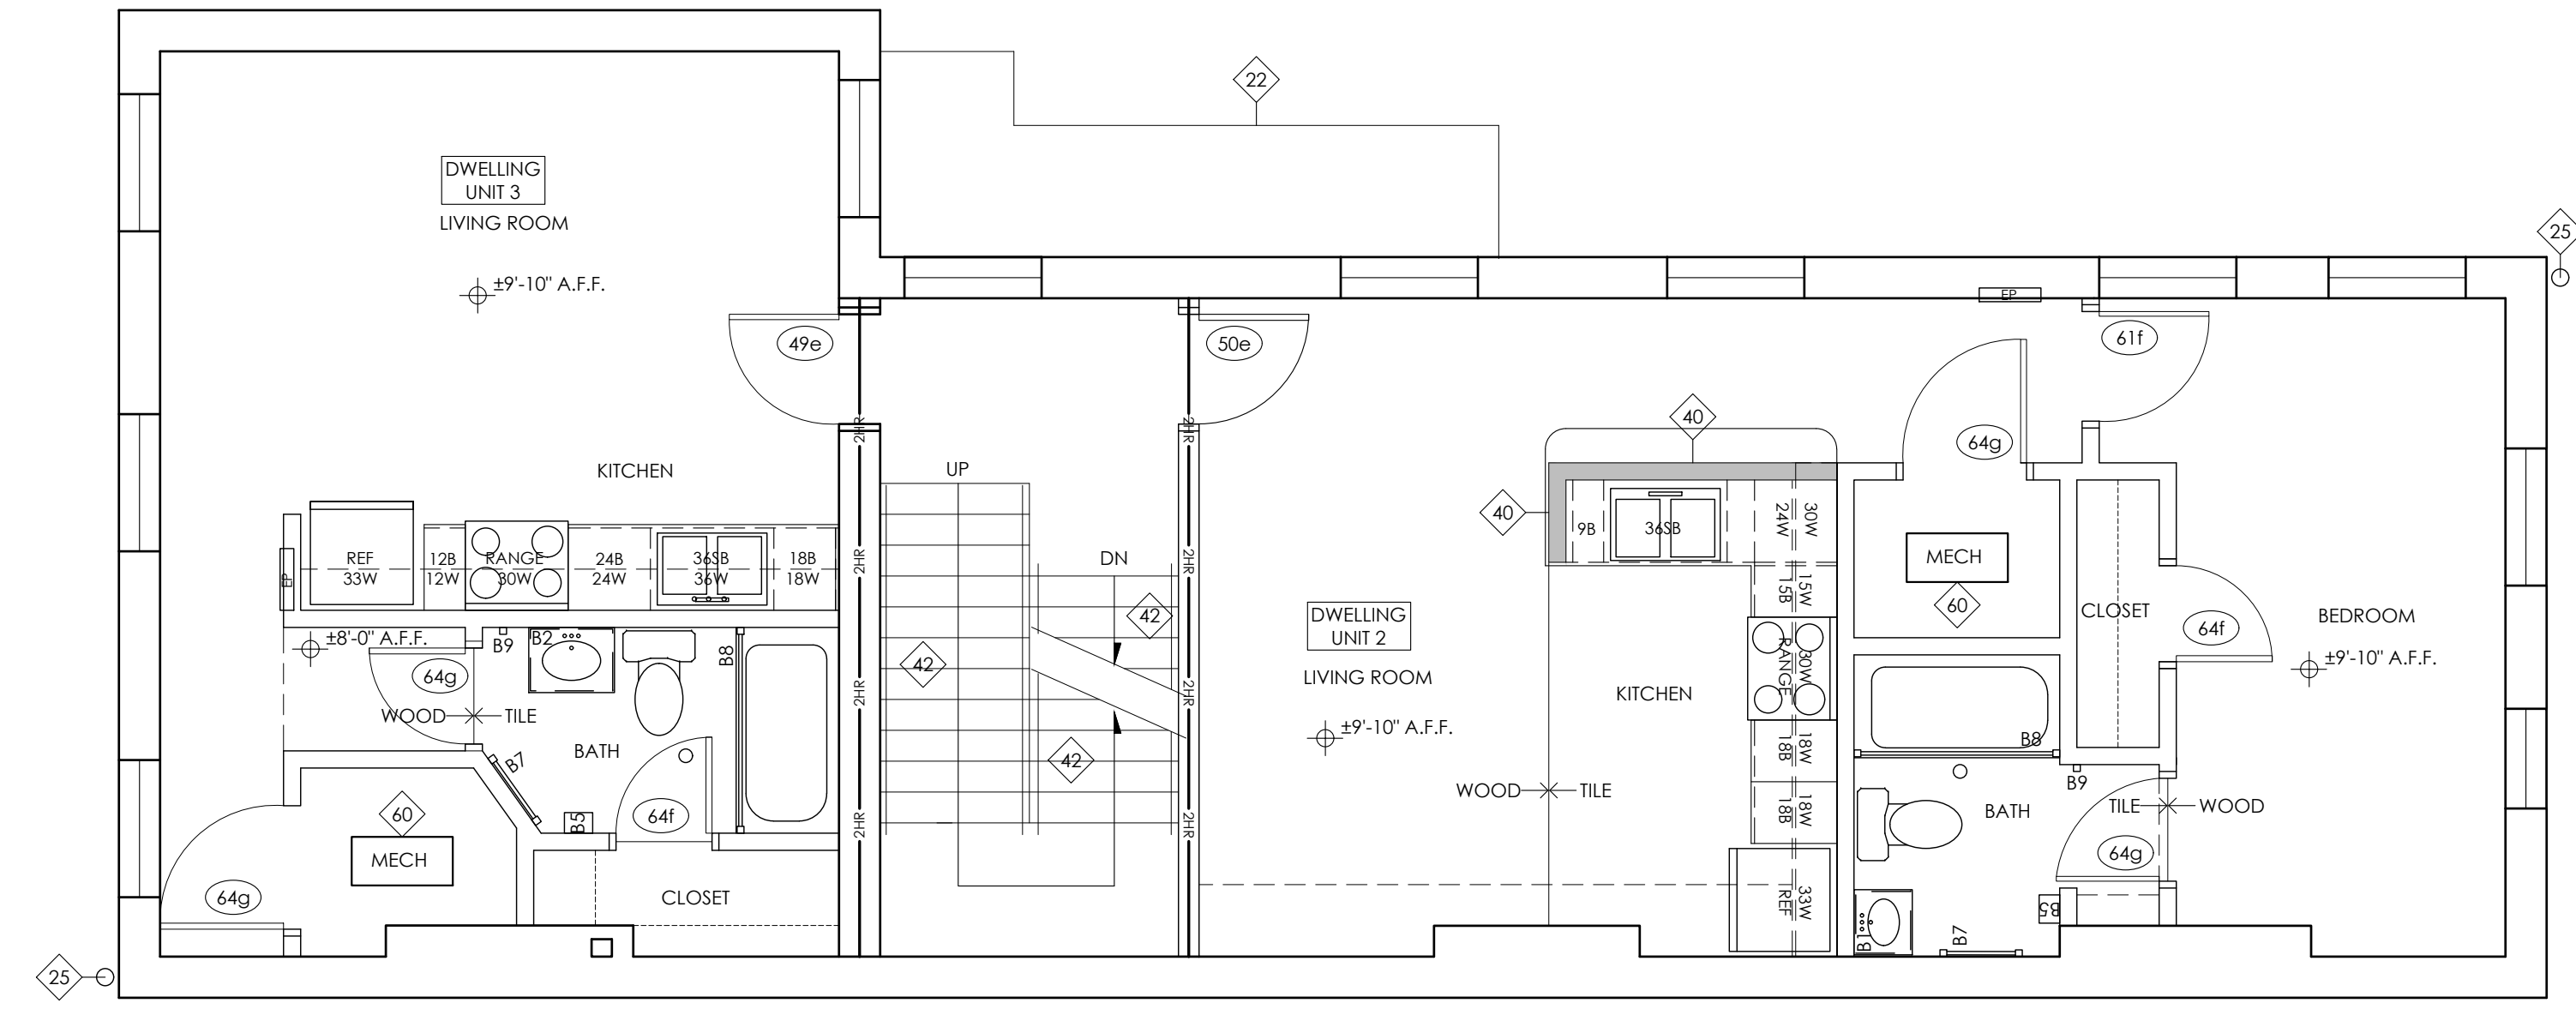 22
25
DWELLING
UNIT 3
LIVING ROOM
±9'-10" A.F.F.
49e
KITCHEN
REF
33W
12B
12W
RANGE
30W
24B
24W
36SB
36W
18B
18W
EP
±8'-0" A.F.F.
B9
B2
B8
64g
WOOD
TILE
BATH
B7
B5
64f
60
MECH
64g
CLOSET
25
2HR
2HR
2HR
2HR
UP
DN
42
42
42
2HR
2HR
2HR
2HR
50e
DWELLING
UNIT 2
LIVING ROOM
±9'-10" A.F.F.
40
40
9B
36SB
24W
30W
15B
15W
RANGE
30W
18B
18W
18B
18W
REF
33W
KITCHEN
WOOD
TILE
EP
61f
64g
MECH
60
CLOSET
64f
BEDROOM
±9'-10" A.F.F.
B8
B9
BATH
TILE
WOOD
64g
B5
B1
B7